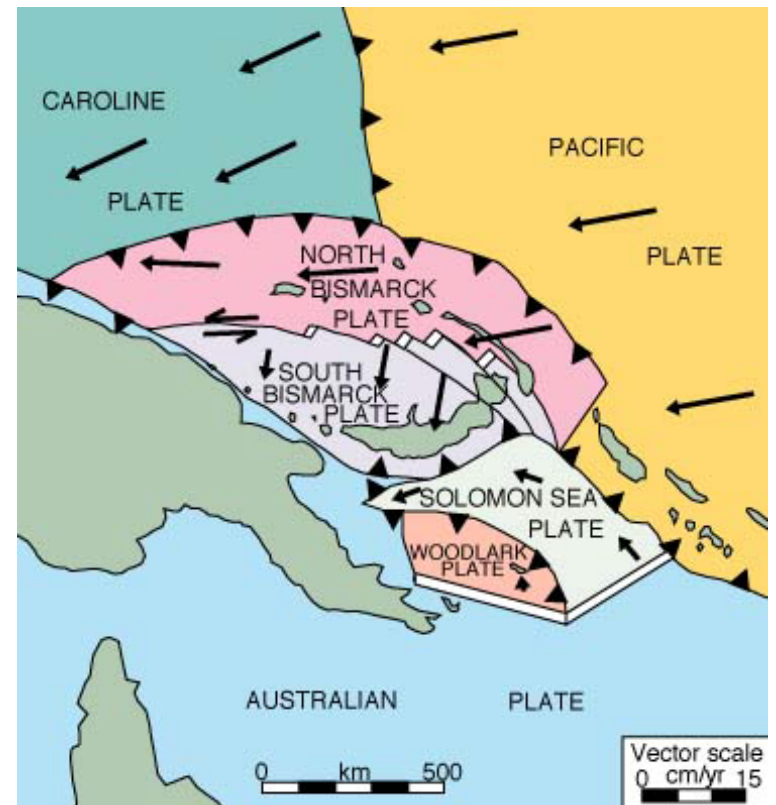 CAROLINE
PLATE
PACIFIC
PLATE
NORTH
BISMARCK
PLATE
SOUTH
BISMARCK
PLATE
SOLOMON SEA
PLATE
WOODLARK
PLATE
AUSTRALIAN PLATE
0 km 500
Vector scale
0 cm/yr 15